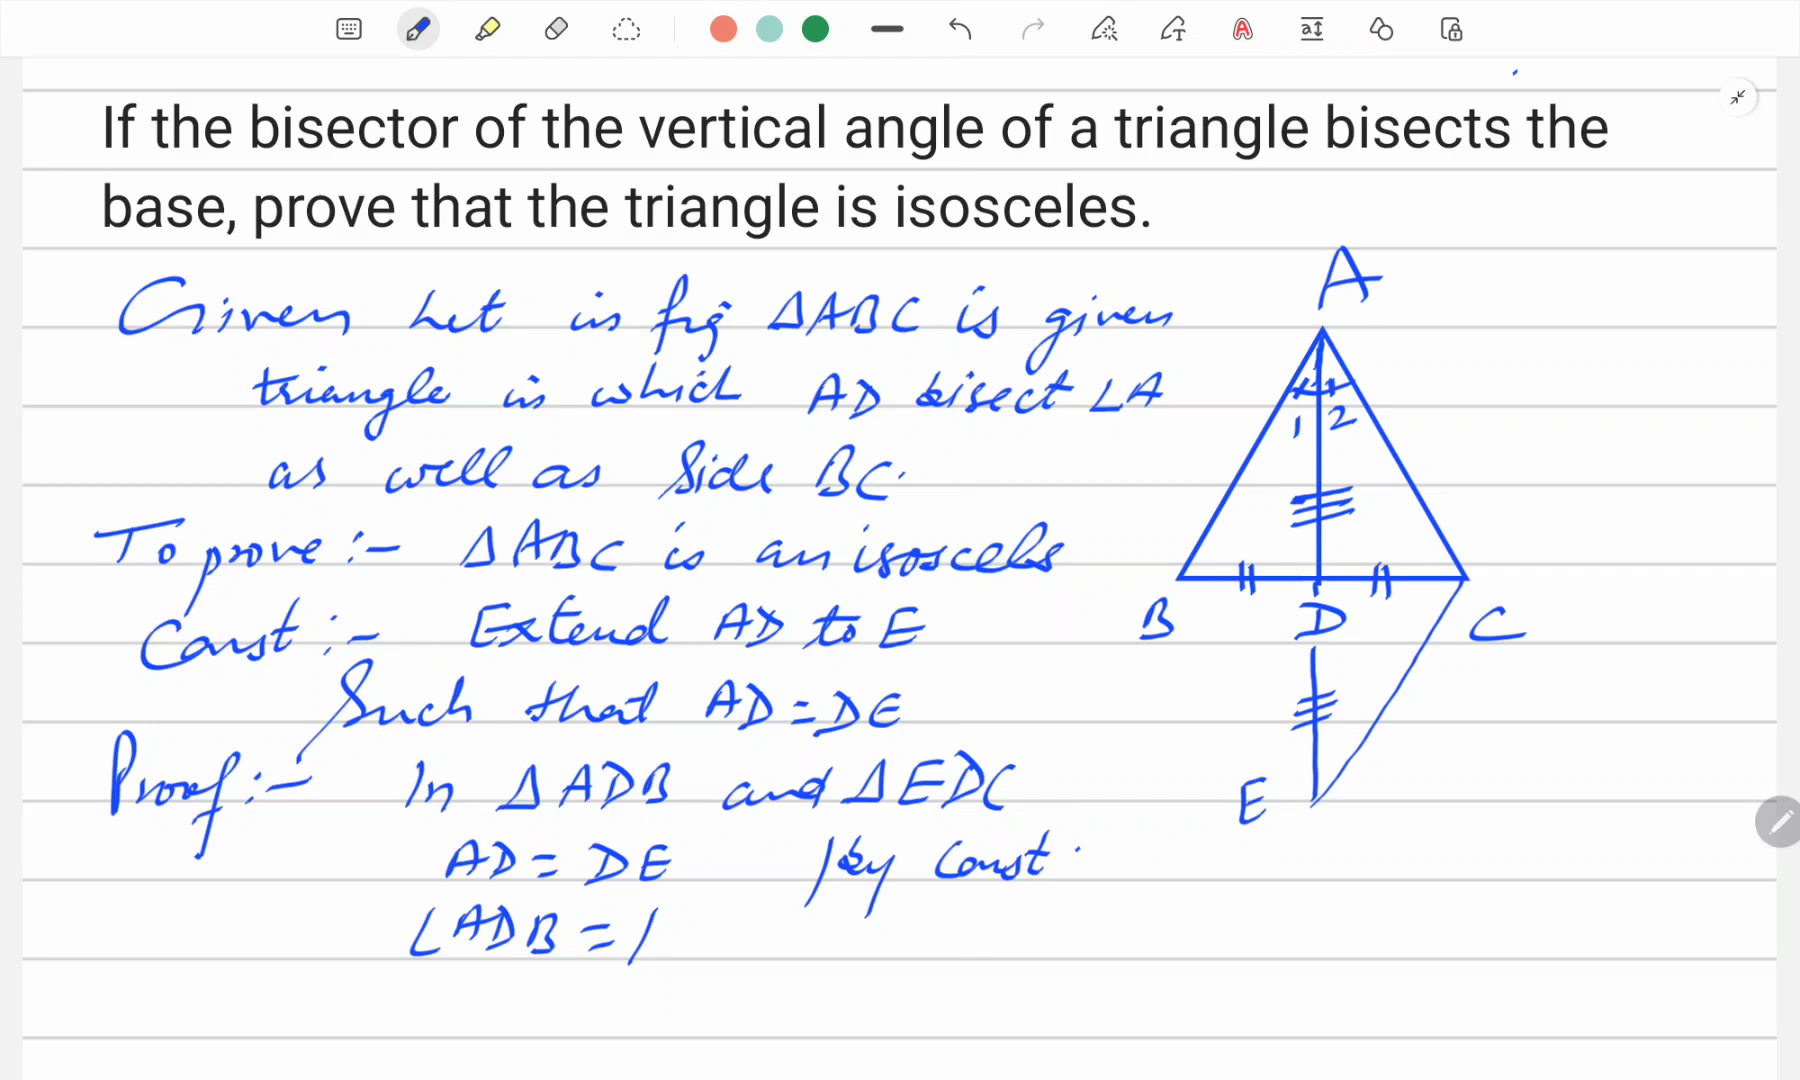 If the bisector of the vertical angle of a triangle bisects the
base, prove that the triangle is isosceles.
Given Let in fig ΔABC is given
triangle in which AD bisect ∠A
as well as Side BC.
To prove :- ΔABC is an isoscels
Const :- Extend AD to E
Such that AD = DE
Proof :- In ΔADB and ΔEDC
AD = DE /by Const.
∠ADB = /
A
1 2
B D C
E